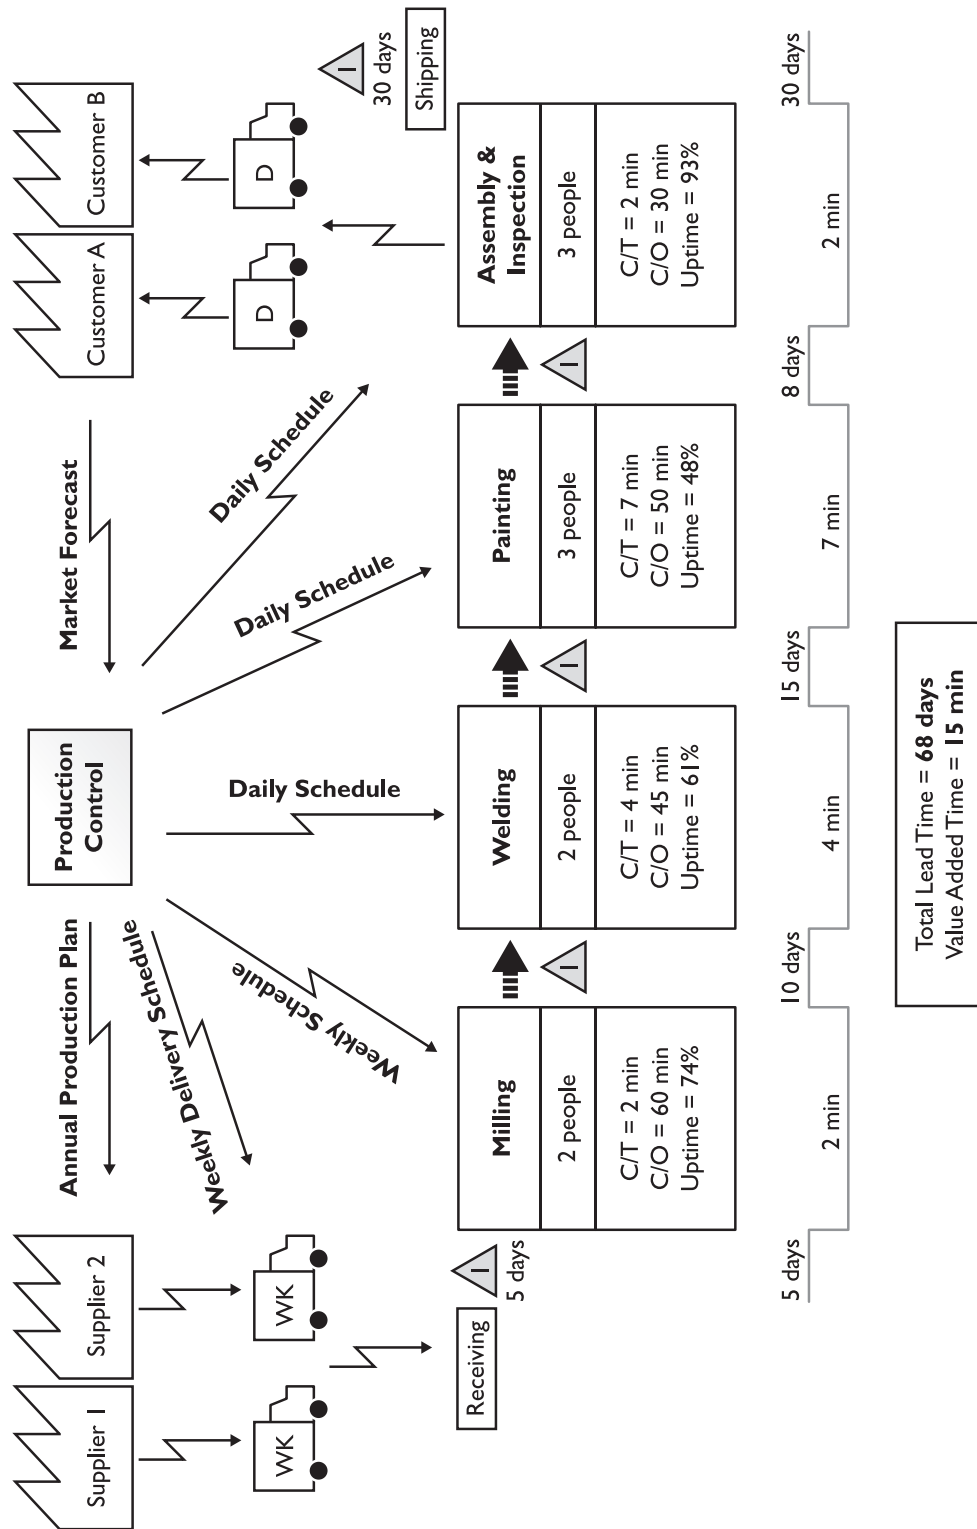 Supplier 1
Supplier 2
Annual Production Plan
Production
Control
Market Forecast
Customer A
Customer B
WK
WK
Weekly Delivery Schedule
Weekly Schedule
Daily Schedule
Daily Schedule
Daily Schedule
D
D
I
30 days
Shipping
Receiving
I
5 days
Milling
2 people
C/T = 2 min
C/O = 60 min
Uptime = 74%
I
Welding
2 people
C/T = 4 min
C/O = 45 min
Uptime = 61%
I
Painting
3 people
C/T = 7 min
C/O = 50 min
Uptime = 48%
I
Assembly &
Inspection
3 people
C/T = 2 min
C/O = 30 min
Uptime = 93%
5 days
2 min
10 days
4 min
15 days
7 min
8 days
2 min
30 days
Total Lead Time = 68 days
Value Added Time = 15 min